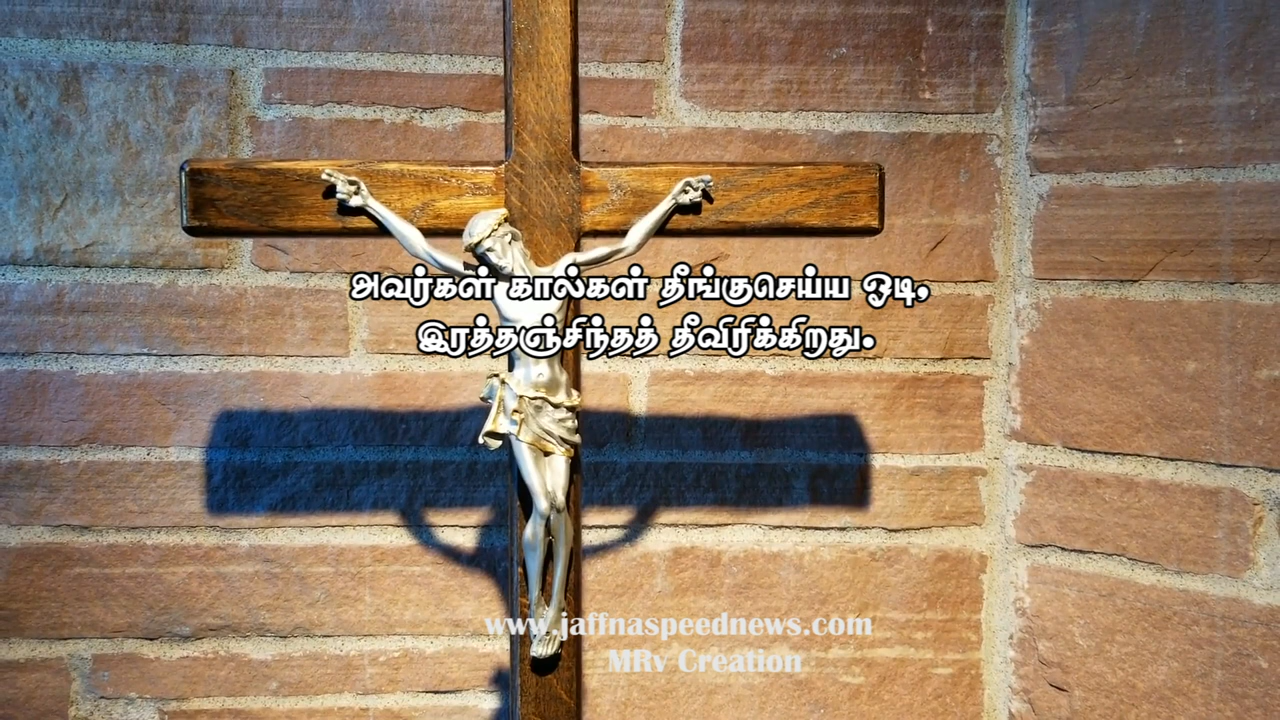 அவர்கள் கால்கள் தீங்குசெய்ய ஓடி,
இரத்தஞ்சிந்தத் தீவிரிக்கிறது.
www.jaffnaspeednews.com
MRv Creation